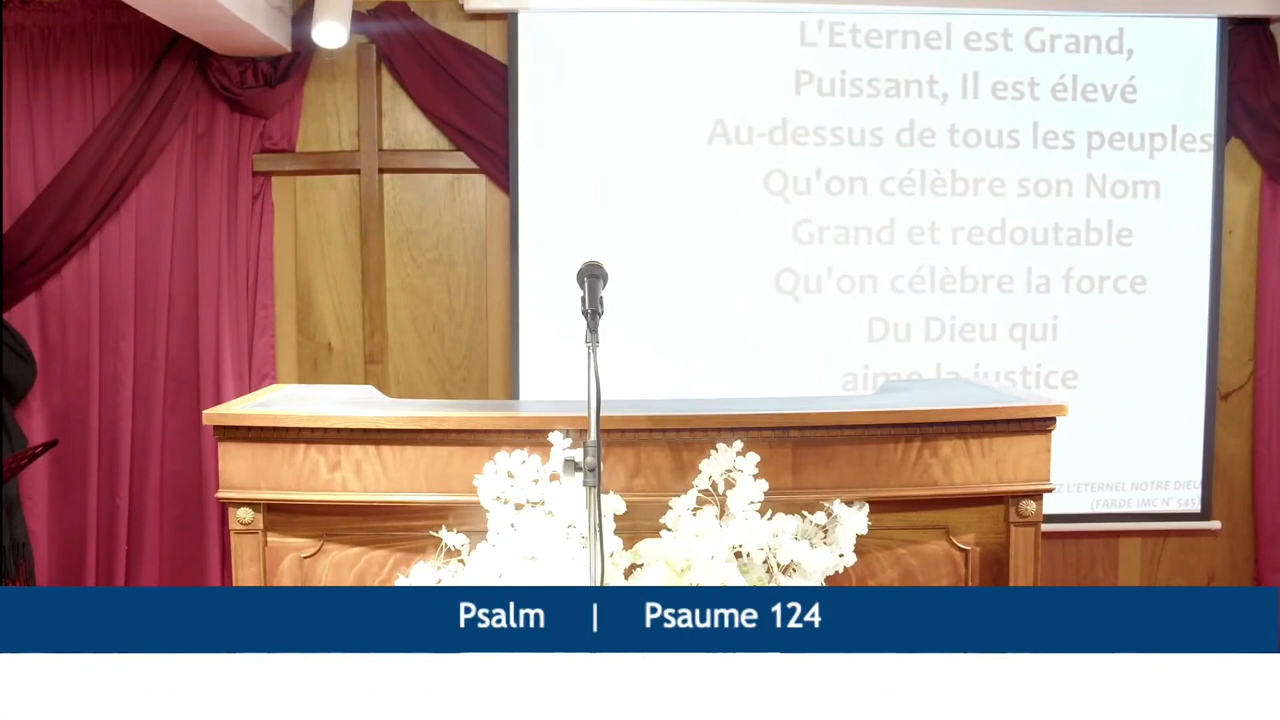 L'Eternel est Grand,
Puissant, Il est élevé
Au-dessus de tous les peuples
Qu'on célèbre son Nom
Grand et redoutable
Qu'on célèbre la force
Du Dieu qui
aime la justice
L'ETERNEL NOTRE DIEU
(FARDE IMC N° 545)
Psalm | Psaume 124